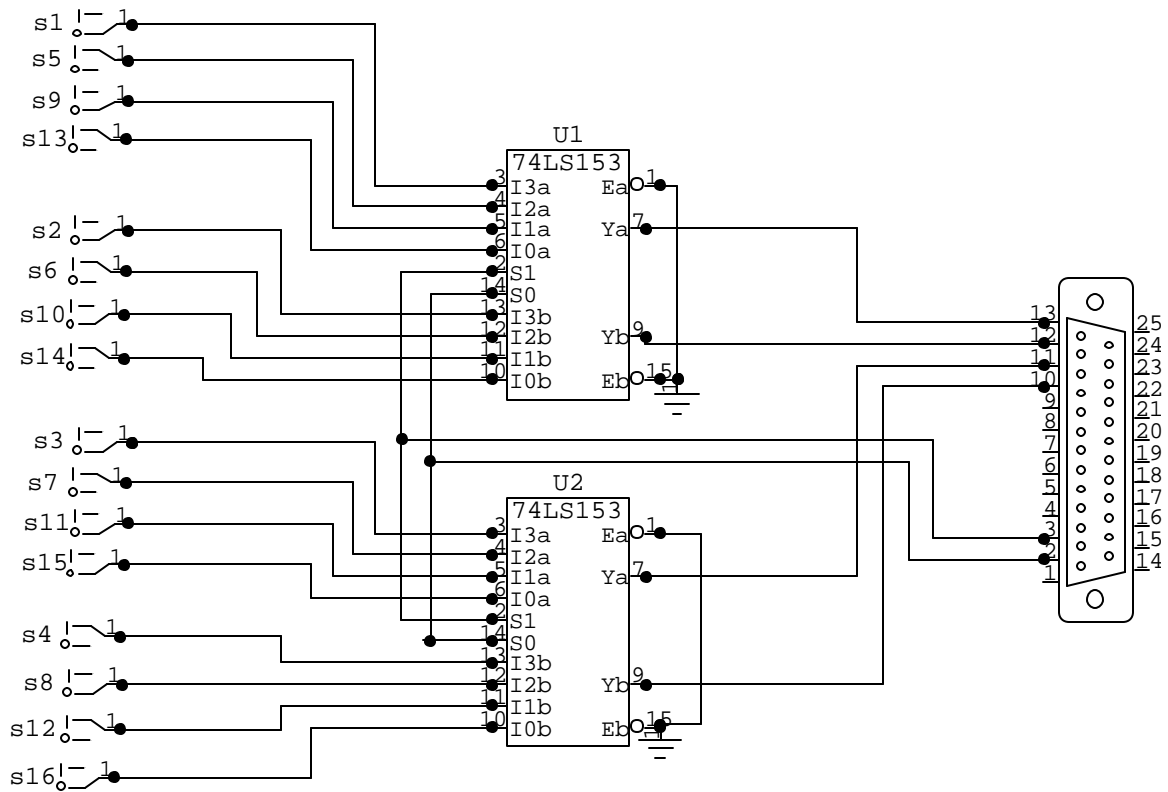 s1 1
s5 1
s9 1
s13 1
s2 1
s6 1
s10 1
s14 1
s3 1
s7 1
s11 1
s15 1
s4 1
s8 1
s12 1
s16 1
U1
74LS153
3 I3a Ea 1
4 I2a
5 I1a Ya 7
6 I0a
2 S1
14 S0
13 I3b
12 I2b Yb 9
11 I1b
10 I0b Eb 15
1
U2
74LS153
3 I3a Ea 1
4 I2a
5 I1a Ya 7
6 I0a
2 S1
14 S0
13 I3b
12 I2b Yb 9
11 I1b
10 I0b Eb 15
1
13
12
11
10
9
8
7
6
5
4
3
2
1
25
24
23
22
21
20
19
18
17
16
15
14